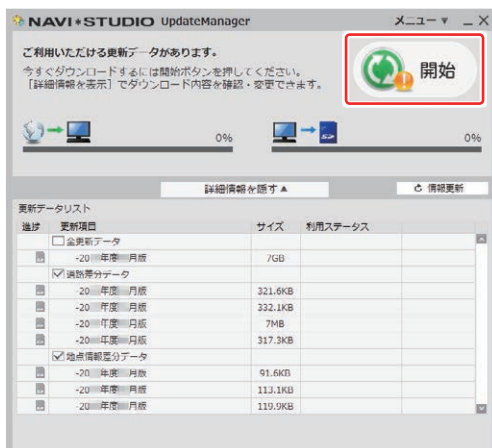 NAVI*STUDIO UpdateManager メニュー ▼ _ ×
ご利用いただける更新データがあります。
今すぐダウンロードするには開始ボタンを押してください。
［詳細情報を表示］でダウンロード内容を確認・変更できます。
開始
0% 0%
詳細情報を隠す▲ 情報更新
更新データリスト
進捗 更新項目 サイズ 利用ステータス
全更新データ
-20 年度 月版 7GB
道路差分データ
-20 年度 月版 321.6KB
-20 年度 月版 332.1KB
-20 年度 月版 7MB
-20 年度 月版 317.3KB
地点情報差分データ
-20 年度 月版 91.6KB
-20 年度 月版 113.1KB
-20 年度 月版 119.9KB